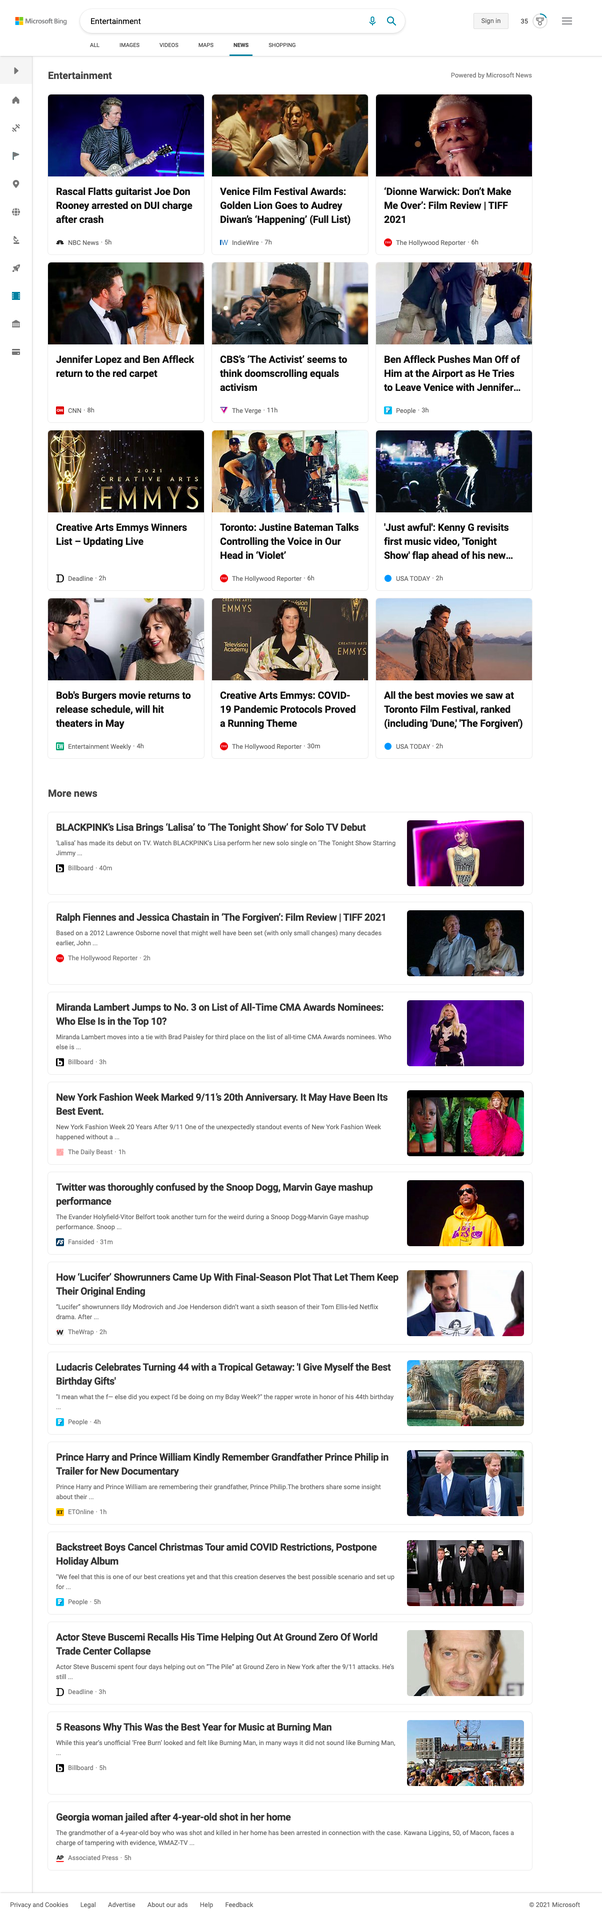 Microsoft Bing
Entertainment
Sign in
35
ALL
IMAGES
VIDEOS
MAPS
NEWS
SHOPPING
Entertainment
Powered by Microsoft News
Rascal Flatts guitarist Joe Don
Rooney arrested on DUI charge
after crash
NBC News · 5h
Venice Film Festival Awards:
Golden Lion Goes to Audrey
Diwan's 'Happening' (Full List)
IW IndieWire · 7h
'Dionne Warwick: Don't Make
Me Over': Film Review | TIFF
2021
The Hollywood Reporter · 6h
Jennifer Lopez and Ben Affleck
return to the red carpet
CNN · 8h
CBS's 'The Activist' seems to
think doomscrolling equals
activism
The Verge · 11h
Ben Affleck Pushes Man Off of
Him at the Airport as He Tries
to Leave Venice with Jennifer...
People · 3h
2021
CREATIVE ARTS
EMMYS
Creative Arts Emmys Winners
List – Updating Live
D Deadline · 2h
Toronto: Justine Bateman Talks
Controlling the Voice in Our
Head in 'Violet'
The Hollywood Reporter · 6h
'Just awful': Kenny G revisits
first music video, 'Tonight
Show' flap ahead of his new...
USA TODAY · 2h
Bob's Burgers movie returns to
release schedule, will hit
theaters in May
Entertainment Weekly · 4h
EMMYS
Television
Academy
Creative Arts Emmys: COVID-
19 Pandemic Protocols Proved
a Running Theme
The Hollywood Reporter · 30m
All the best movies we saw at
Toronto Film Festival, ranked
(including 'Dune,' 'The Forgiven')
USA TODAY · 2h
More news
BLACKPINK's Lisa Brings 'Lalisa' to 'The Tonight Show' for Solo TV Debut
'Lalisa' has made its debut on TV. Watch BLACKPINK's Lisa perform her new solo single on 'The Tonight Show Starring
Jimmy ...
b Billboard · 40m
Ralph Fiennes and Jessica Chastain in 'The Forgiven': Film Review | TIFF 2021
Based on a 2012 Lawrence Osborne novel that might well have been set (with only small changes) many decades
earlier, John ...
The Hollywood Reporter · 2h
Miranda Lambert Jumps to No. 3 on List of All-Time CMA Awards Nominees:
Who Else Is in the Top 10?
Miranda Lambert moves into a tie with Brad Paisley for third place on the list of all-time CMA Awards nominees. Who
else is ...
b Billboard · 3h
New York Fashion Week Marked 9/11's 20th Anniversary. It May Have Been Its
Best Event.
New York Fashion Week 20 Years After 9/11 One of the unexpectedly standout events of New York Fashion Week
happened without a ...
The Daily Beast · 1h
Twitter was thoroughly confused by the Snoop Dogg, Marvin Gaye mashup
performance
The Evander Holyfield-Vitor Belfort took another turn for the weird during a Snoop Dogg-Marvin Gaye mashup
performance. Snoop ...
Fansided · 31m
How 'Lucifer' Showrunners Came Up With Final-Season Plot That Let Them Keep
Their Original Ending
"Lucifer" showrunners Ildy Modrovich and Joe Henderson didn't want a sixth season of their Tom Ellis-led Netflix
drama. After ...
W TheWrap · 2h
Ludacris Celebrates Turning 44 with a Tropical Getaway: 'I Give Myself the Best
Birthday Gifts'
"I mean what the f— else did you expect I'd be doing on my Bday Week?" the rapper wrote in honor of his 44th birthday
...
People · 4h
Prince Harry and Prince William Kindly Remember Grandfather Prince Philip in
Trailer for New Documentary
Prince Harry and Prince William are remembering their grandfather, Prince Philip.The brothers share some insight
about their ...
ET ETOnline · 1h
Backstreet Boys Cancel Christmas Tour amid COVID Restrictions, Postpone
Holiday Album
"We feel that this is one of our best creations yet and that this creation deserves the best possible scenario and set up
for ...
People · 5h
Actor Steve Buscemi Recalls His Time Helping Out At Ground Zero Of World
Trade Center Collapse
Actor Steve Buscemi spent four days helping out on "The Pile" at Ground Zero in New York after the 9/11 attacks. He's
still ...
D Deadline · 3h
5 Reasons Why This Was the Best Year for Music at Burning Man
While this year's unofficial 'Free Burn' looked and felt like Burning Man, in many ways it did not sound like Burning Man,
...
b Billboard · 5h
Georgia woman jailed after 4-year-old shot in her home
The grandmother of a 4-year-old boy who was shot and killed in her home has been arrested in connection with the case. Kawana Liggins, 50, of Macon, faces a
charge of tampering with evidence, WMAZ-TV ...
AP Associated Press · 5h
Privacy and Cookies
Legal
Advertise
About our ads
Help
Feedback
© 2021 Microsoft